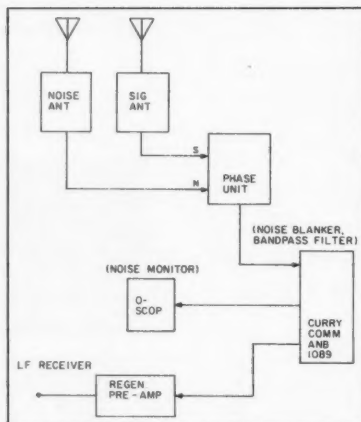 NOISE
ANT
SIG
ANT
S
N
PHASE
UNIT
(NOISE BLANKER,
BANDPASS FILTER)
(NOISE MONITOR)
O-
SCOP
CURRY
COMM
ANB
1089
LF RECEIVER
REGEN.
PRE-AMP